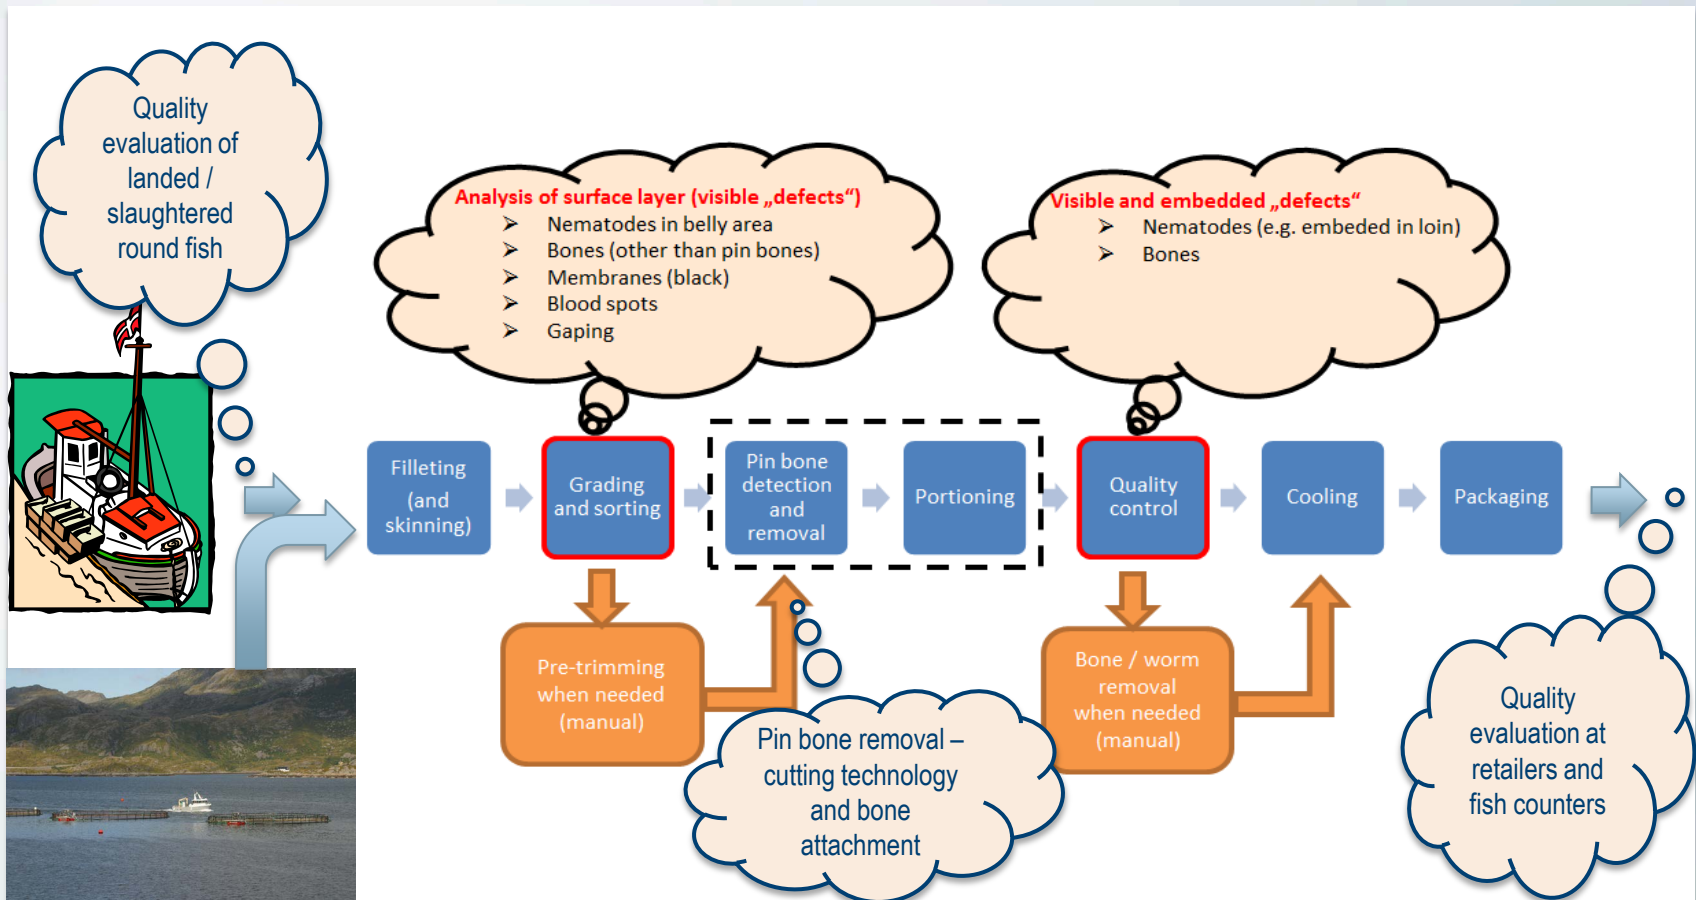 Quality
evaluation of
landed /
slaughtered
round fish
Analysis of surface layer (visible „defects“)
➢ Nematodes in belly area
➢ Bones (other than pin bones)
➢ Membranes (black)
➢ Blood spots
➢ Gaping
Visible and embedded „defects“
➢ Nematodes (e.g. embeded in loin)
➢ Bones
Filleting
(and
skinning)
Grading
and sorting
Pin bone
detection
and
removal
Portioning
Quality
control
Cooling
Packaging
Pre-trimming
when needed
(manual)
Pin bone removal –
cutting technology
and bone
attachment
Bone / worm
removal
when needed
(manual)
Quality
evaluation at
retailers and
fish counters